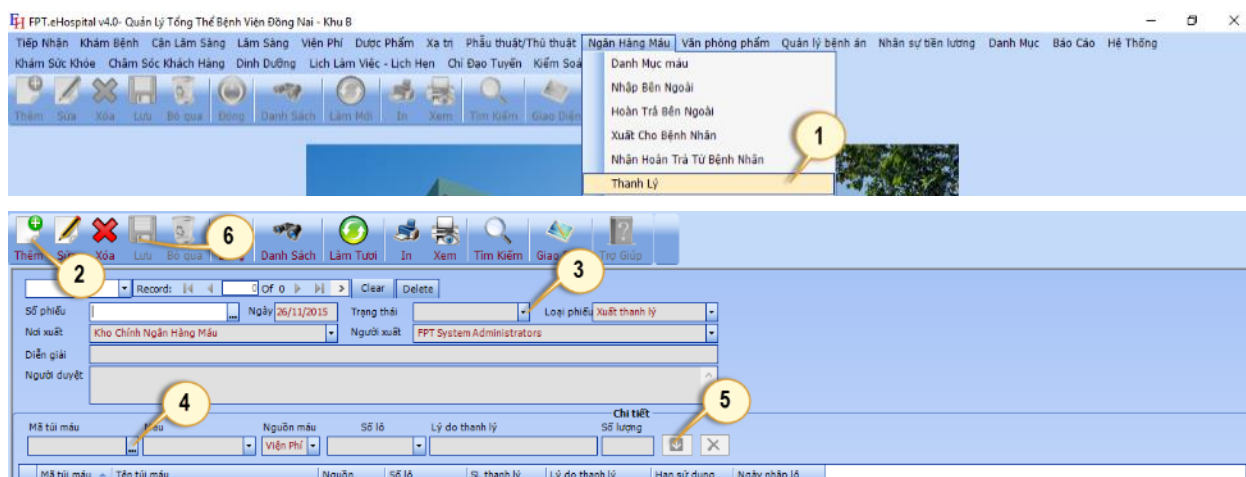 FPT.eHospital v4.0- Quản Lý Tổng Thể Bệnh Viện Đồng Nai - Khu B
Tiếp Nhận Khám Bệnh Cận Lâm Sàng Lâm Sàng Viện Phí Dược Phẩm Xạ trị Phẫu thuật/Thủ thuật Ngân Hàng Máu Văn phòng phẩm Quản lý bệnh án Nhân sự tiền lương Danh Mục Báo Cáo Hệ Thống
Khám Sức Khỏe Chăm Sóc Khách Hàng Dinh Dưỡng Lịch Làm Việc - Lịch Hẹn Chỉ Đạo Tuyến Kiểm Soá
Thêm Sửa Xóa Lưu Bỏ qua Đóng Danh Sách Làm Mới In Xem Tìm Kiếm Giao Diện
Danh Mục máu
Nhập Bên Ngoài
Hoàn Trả Bên Ngoài
Xuất Cho Bệnh Nhân
Nhận Hoàn Trả Từ Bệnh Nhân
Thanh Lý
1
Thêm Sửa Xóa Lưu Bỏ qua Danh Sách Làm Tươi In Xem Tìm Kiếm Trợ Giúp
2
6
3
Record: 0 Of 0 Clear Delete
Số phiếu Ngày 26/11/2015 Trạng thái Loại phiếu Xuất thanh lý
Nơi xuất Kho Chính Ngân Hàng Máu Người xuất FPT System Administrators
Diễn giải
Người duyệt
4
5
Chi tiết
Mã túi máu Máu Nguồn máu Số lô Lý do thanh lý Số lượng
... Viện Phí
Mã túi máu Tên túi máu Nguồn Số lô SL thanh lý Lý do thanh lý Hạn sử dụng Ngày nhập lô